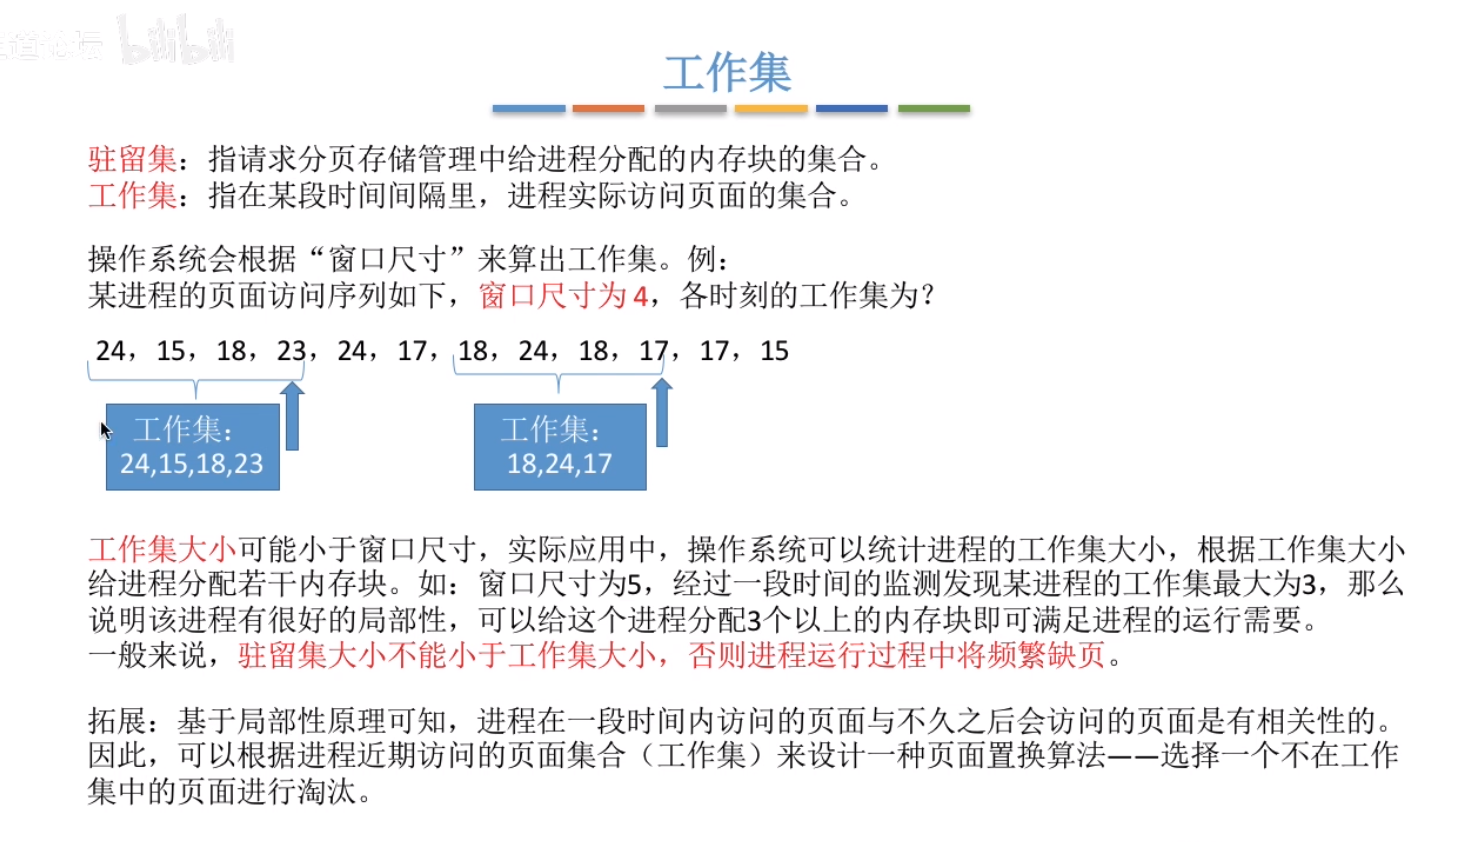 道论坛 bilibili
工作集
驻留集：指请求分页存储管理中给进程分配的内存块的集合。
工作集：指在某段时间间隔里，进程实际访问页面的集合。
操作系统会根据“窗口尺寸”来算出工作集。例：
某进程的页面访问序列如下，窗口尺寸为 4，各时刻的工作集为？
24，15，18，23，24，17，18，24，18，17，17，15
工作集：
24,15,18,23
工作集：
18,24,17
工作集大小可能小于窗口尺寸，实际应用中，操作系统可以统计进程的工作集大小，根据工作集大小
给进程分配若干内存块。如：窗口尺寸为5，经过一段时间的监测发现某进程的工作集最大为3，那么
说明该进程有很好的局部性，可以给这个进程分配3个以上的内存块即可满足进程的运行需要。
一般来说，驻留集大小不能小于工作集大小，否则进程运行过程中将频繁缺页。
拓展：基于局部性原理可知，进程在一段时间内访问的页面与不久之后会访问的页面是有相关性的。
因此，可以根据进程近期访问的页面集合（工作集）来设计一种页面置换算法——选择一个不在工作
集中的页面进行淘汰。